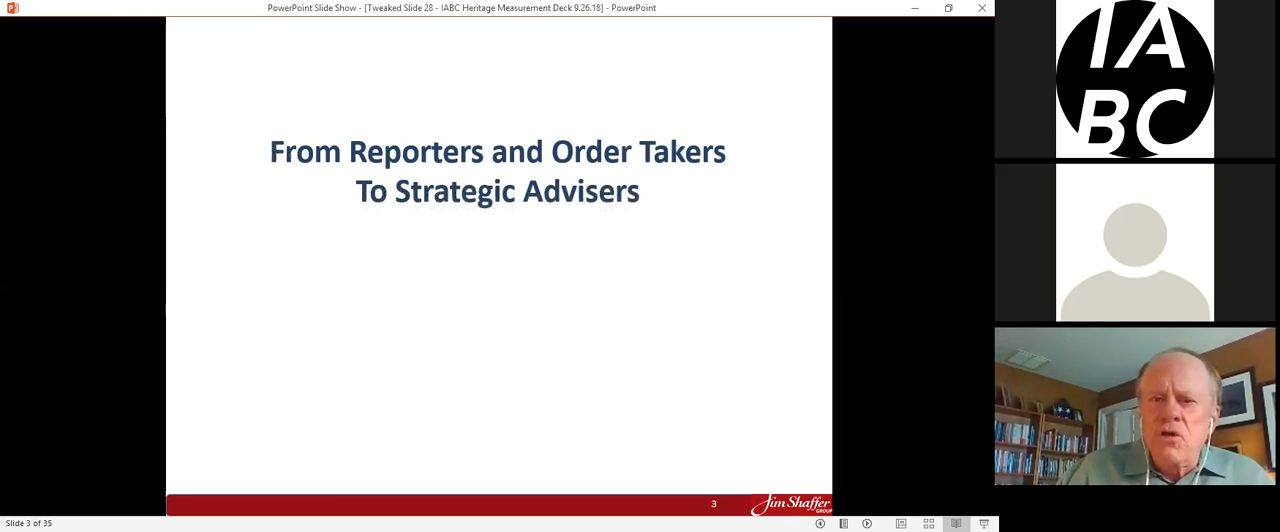 PowerPoint Slide Show - [Tweaked Slide 28 - IABC Heritage Measurement Deck 9.26.18] - PowerPoint
From Reporters and Order Takers
To Strategic Advisers
3
Jim Shaffer
GROUP
Slide 3 of 35
IA
BC